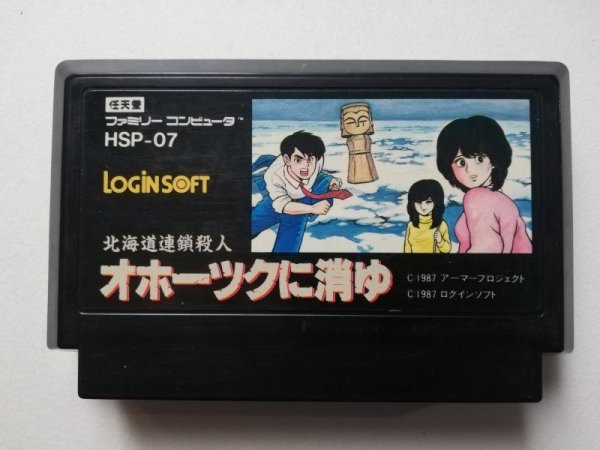 任天堂
ファミリー コンピュータ™
HSP-07
LOGiNSOFT
北海道連鎖殺人
オホーツクに消ゆ
C.1987 アーマープロジェクト
C.1987 ログインソフト